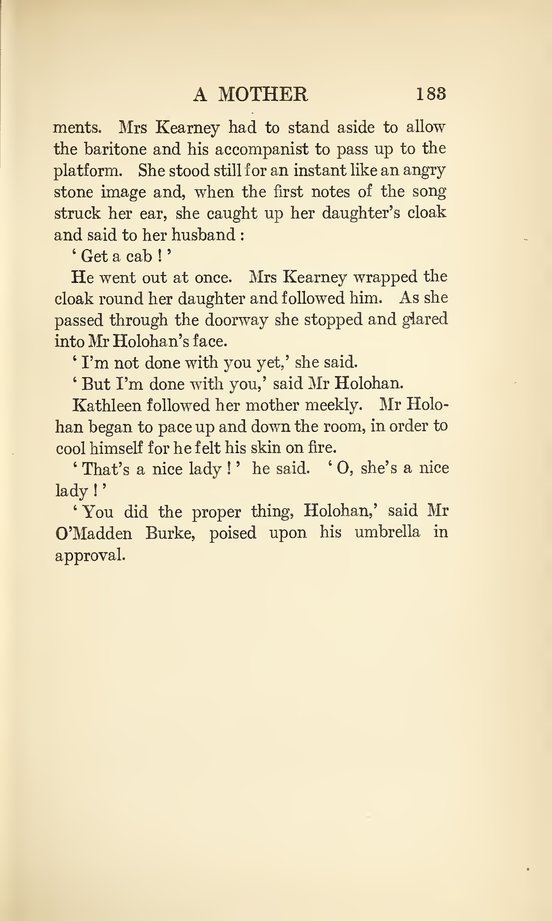 A MOTHER 183
ments. Mrs Kearney had to stand aside to allow
the baritone and his accompanist to pass up to the
platform. She stood still for an instant like an angry
stone image and, when the first notes of the song
struck her ear, she caught up her daughter's cloak
and said to her husband :
‘ Get a cab ! ’
He went out at once. Mrs Kearney wrapped the
cloak round her daughter and followed him. As she
passed through the doorway she stopped and glared
into Mr Holohan's face.
‘ I'm not done with you yet,’ she said.
‘ But I'm done with you,’ said Mr Holohan.
Kathleen followed her mother meekly. Mr Holo-
han began to pace up and down the room, in order to
cool himself for he felt his skin on fire.
‘ That's a nice lady ! ’ he said. ‘ O, she's a nice
lady ! ’
‘ You did the proper thing, Holohan,’ said Mr
O'Madden Burke, poised upon his umbrella in
approval.